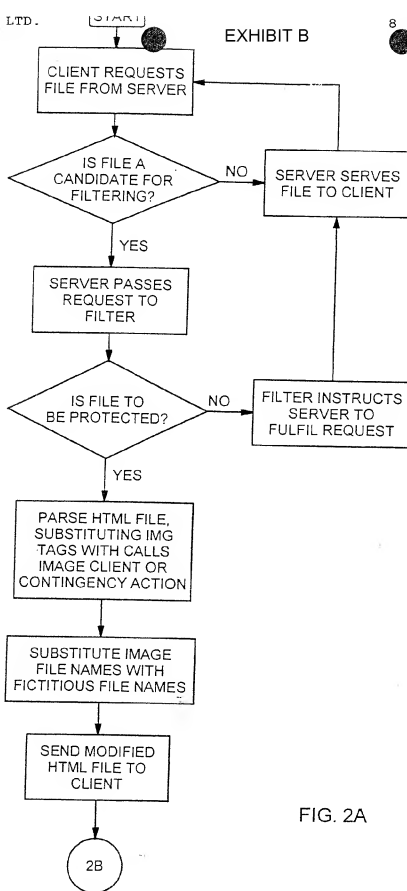 LTD.
START
EXHIBIT B
8
CLIENT REQUESTS
FILE FROM SERVER
IS FILE A
CANDIDATE FOR
FILTERING?
NO
SERVER SERVES
FILE TO CLIENT
YES
SERVER PASSES
REQUEST TO
FILTER
IS FILE TO
BE PROTECTED?
NO
FILTER INSTRUCTS
SERVER TO
FULFIL REQUEST
YES
PARSE HTML FILE,
SUBSTITUTING IMG
TAGS WITH CALLS
IMAGE CLIENT OR
CONTINGENCY ACTION
SUBSTITUTE IMAGE
FILE NAMES WITH
FICTITIOUS FILE NAMES
SEND MODIFIED
HTML FILE TO
CLIENT
FIG. 2A
2B